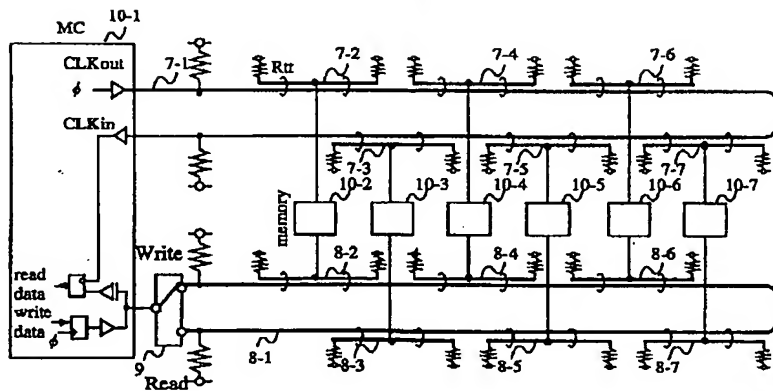 10-1
MC
CLKout
ϕ
7-1
Rtt
7-2
7-4
7-6
CLKin
7-3
7-5
7-7
10-2
10-3
10-4
10-5
10-6
10-7
memory
Write
8-2
8-4
8-6
read
data
write
data
ϕ
9
Read
8-1
8-3
8-5
8-7